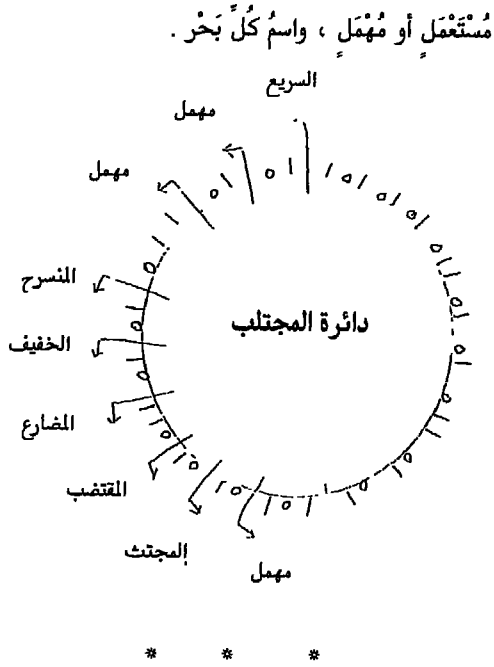 مُسْتَعْمَلٍ أو مُهْمَلٍ ، واسمُ كُلِّ بَحْر .
السريع
مهمل
مهمل
المنسرح
الخفيف
المضارع
المقتضب
المجتث
مهمل
دائرة المجتلب
* * *